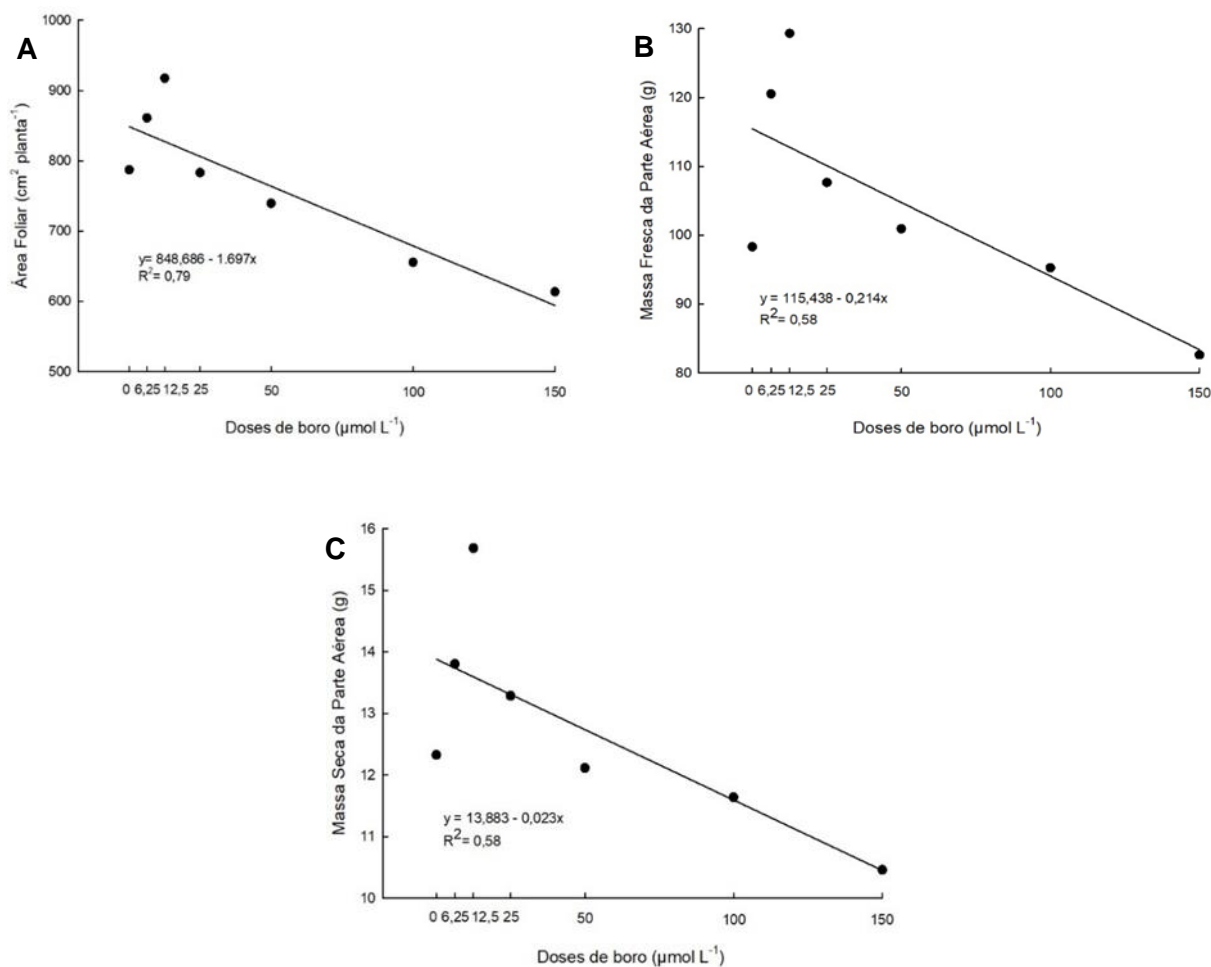 A
Área Foliar (cm² planta⁻¹)
1000
900
800
700
600
500
y= 848,686 - 1.697x
R²= 0,79
0 6,25 12,5 25 50 100 150
Doses de boro (µmol L⁻¹)
B
Massa Fresca da Parte Aérea (g)
130
120
110
100
90
80
y = 115,438 - 0,214x
R²= 0,58
0 6,25 12,5 25 50 100 150
Doses de boro (µmol L⁻¹)
C
Massa Seca da Parte Aérea (g)
16
15
14
13
12
11
10
y = 13,883 - 0,023x
R²= 0,58
0 6,25 12,5 25 50 100 150
Doses de boro (µmol L⁻¹)